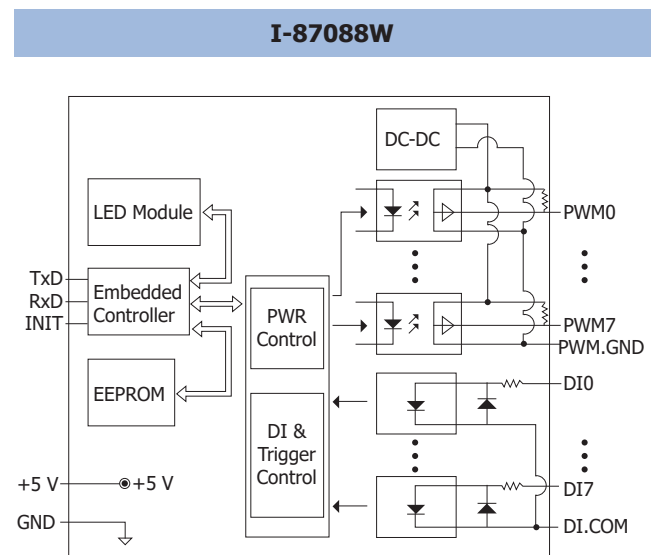 I-87088W
DC-DC
LED Module
PWM0
TxD
RxD
INIT
Embedded
Controller
PWR
Control
PWM7
PWM.GND
EEPROM
DI0
DI &
Trigger
Control
+5 V
+5 V
DI7
GND
DI.COM